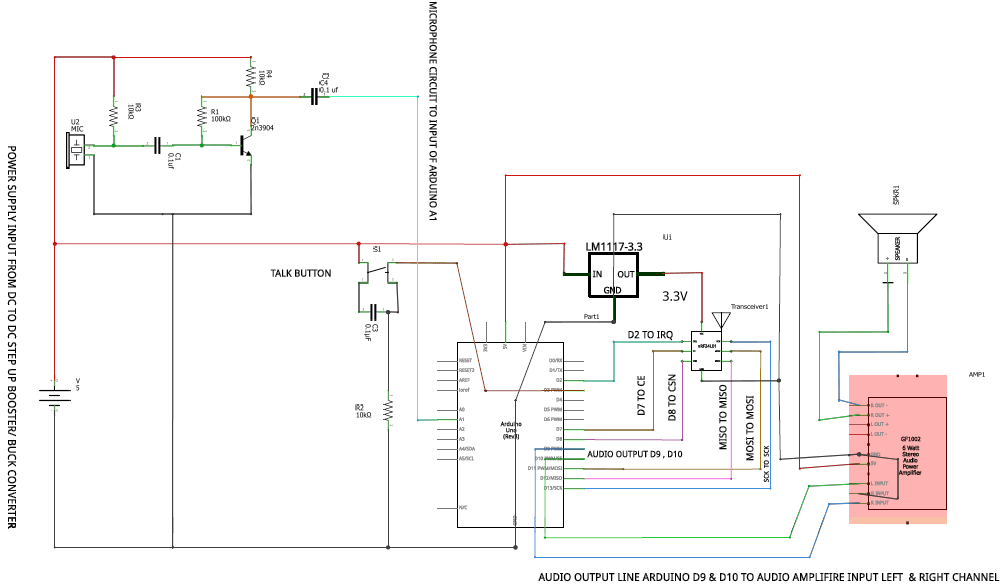 POWER SUPPLY INPUT FROM DC TO DC STEP UP BOOSTER/ BUCK CONVERTER
MICROPHONE CIRCUIT TO INPUT OF ARDUINO A1
R4
10kΩ
C4
0.1 uf
R3
10kΩ
R1
100kΩ
Q1
2n3904
U2
MIC
C1
0.1uf
S1
TALK BUTTON
C3
0.1µF
R2
10kΩ
V
5
LM1117-3.3
U1
IN
OUT
GND
3.3V
Part1
Transceiver1
nRF24L01
D2 TO IRQ
D7 TO CE
D8 TO CSN
MISO TO MISO
MOSI TO MOSI
SCK TO SCK
AUDIO OUTPUT D9 , D10
3V3
5V
VIN
RESET
RESET2
AREF
ioref
A0
A1
A2
A3
A4/SDA
A5/SCL
N/C
D0/RX
D1/TX
D2
D3 PWM
D4
D5 PWM
D6 PWM
D7
D8
D9 PWM
D10 PWM/SS
D11 PWM/MOSI
D12/MISO
D13/SCK
GND
Arduino
Uno
(Rev3)
SPKR1
SPEAKER
AMP1
R OUT -
R OUT +
L OUT +
L OUT -
GND
5V
L INPUT
R INPUT
GF1002
6 Watt
Stereo
Audio
Power
Amplifier
AUDIO OUTPUT LINE ARDUINO D9 & D10 TO AUDIO AMPLIFIRE INPUT LEFT & RIGHT CHANNEL